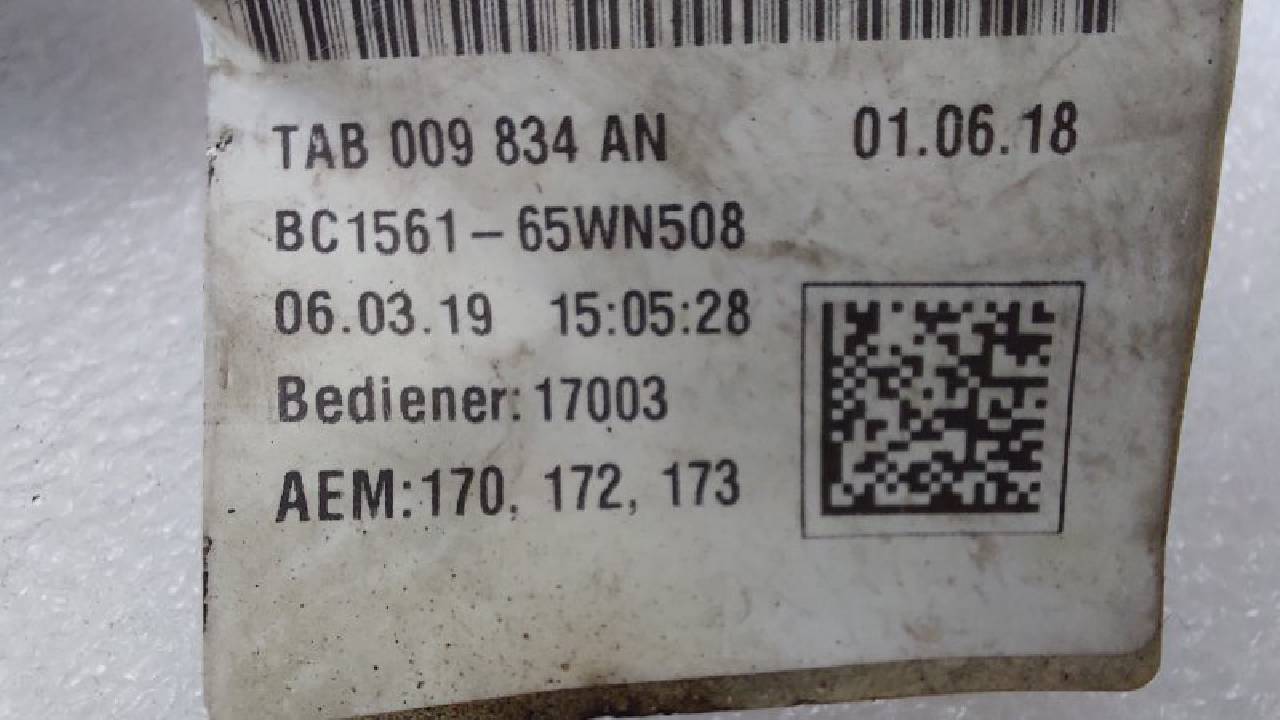 TAB 009 834 AN 01.06.18
BC1561-65WN508
06.03.19 15:05:28
Bediener: 17003
AEM:170, 172, 173